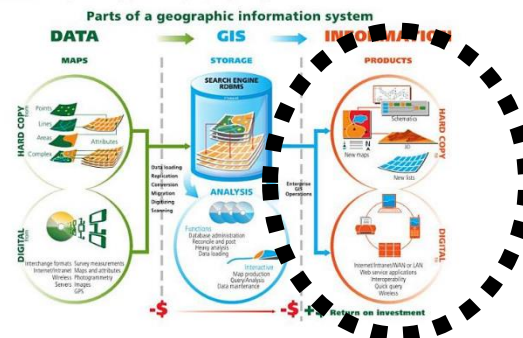 Parts of a geographic information system
DATA
GIS
INFORMATION
MAPS
STORAGE
PRODUCTS
HARD COPY
Points
Lines
Areas
Complex
Attributes
SEARCH ENGINE
RDBMS
Schematics
New maps
3D
New lists
HARD COPY
Data loading
Replication
Conversion
Migration
Digitizing
Scanning
Enterprise
GIS
Operations
ANALYSIS
Functions
Database administration
Reconcile and post
Heavy analysis
Data loading
Interactive
Map production
Query/Analysis
Data maintenance
DIGITAL
Interchange formats
Internet/Intranet
Wireless
Servers
Survey measurements
Maps and attributes
Photogrammetry
Images
GPS
Internet/Intranet/WAN or LAN
Web service applications
Interoperability
Quick query
Wireless
DIGITAL
-$
-$
Return on investment